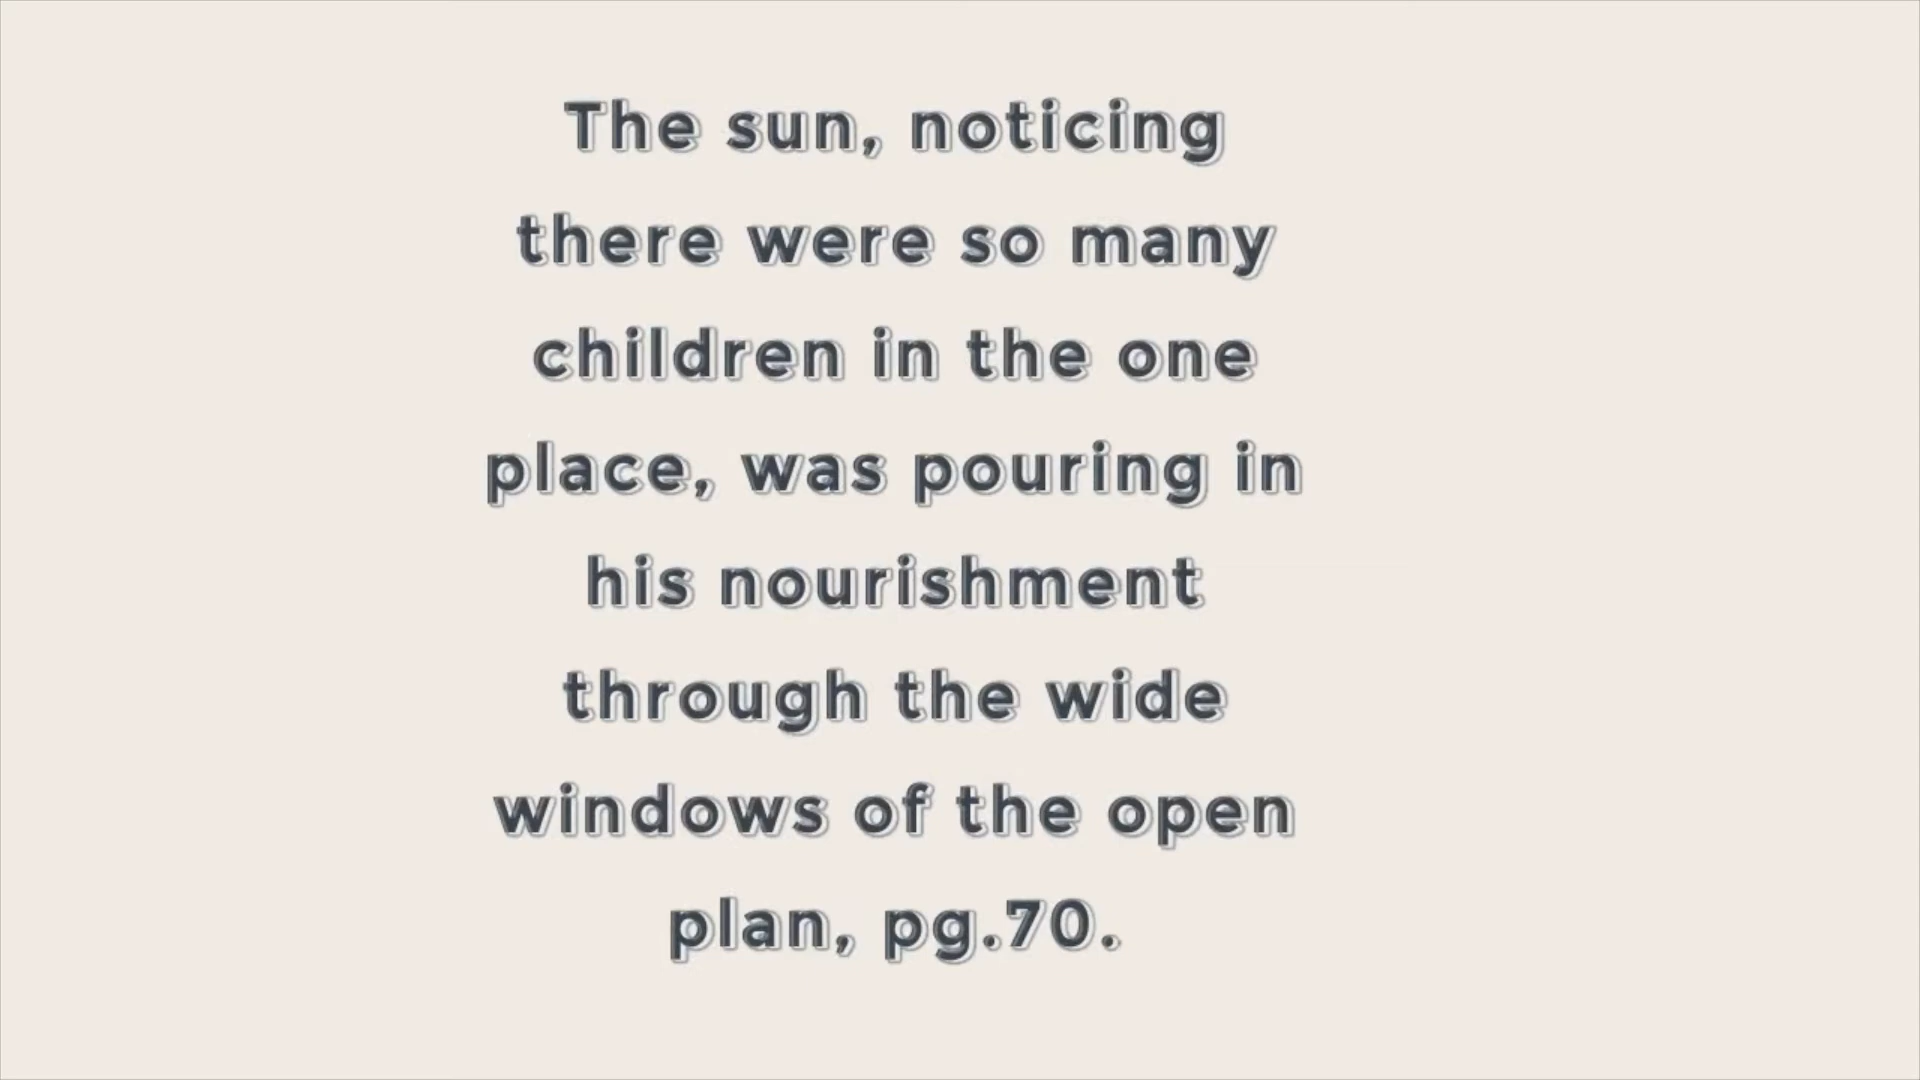 The sun, noticing
there were so many
children in the one
place, was pouring in
his nourishment
through the wide
windows of the open
plan, pg.70.